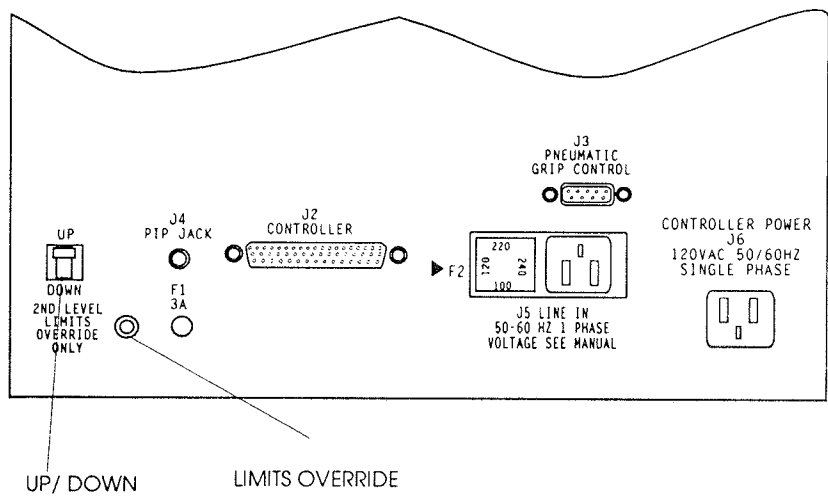 J3
PNEUMATIC
GRIP CONTROL
UP
J4
PIP JACK
J2
CONTROLLER
CONTROLLER POWER
J6
120VAC 50/60HZ
SINGLE PHASE
DOWN
2ND LEVEL
LIMITS
OVERRIDE
ONLY
F1
3A
F2
220
120
240
100
J5 LINE IN
50-60 HZ 1 PHASE
VOLTAGE SEE MANUAL
UP/ DOWN
LIMITS OVERRIDE